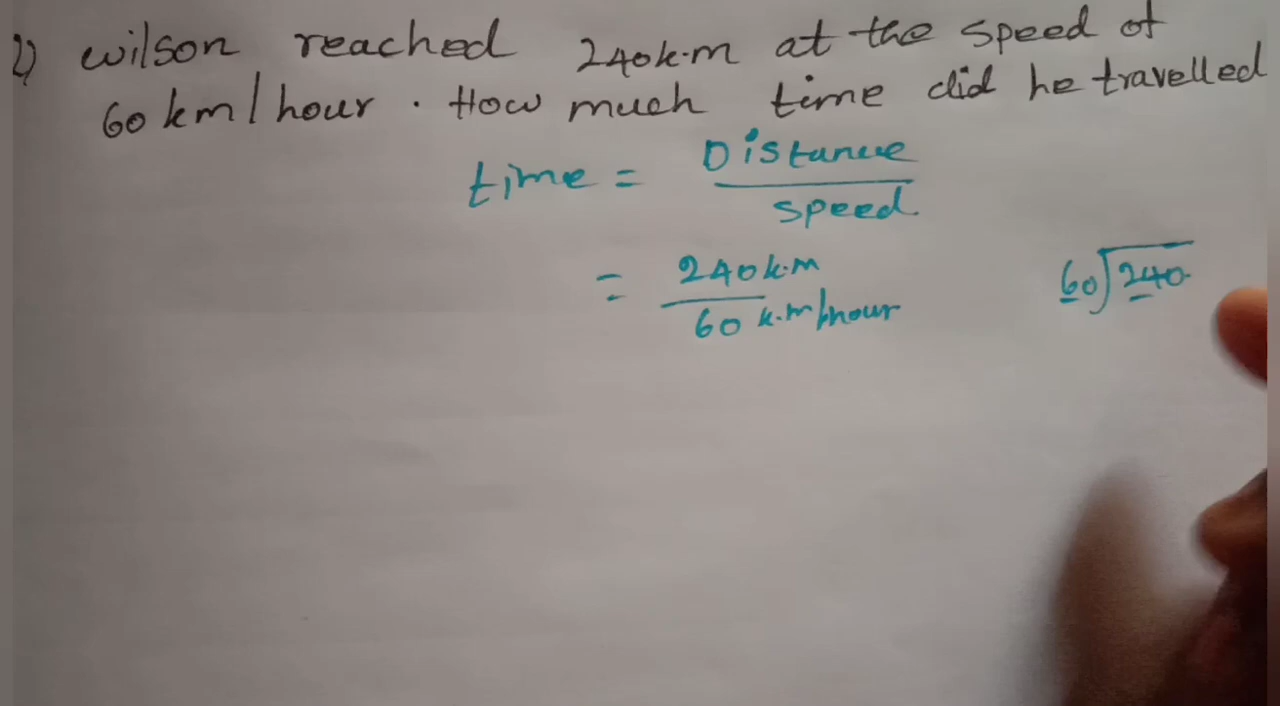 2) wilson reached 240k.m at the speed of
60 km/hour. How much time did he travelled
time = Distance
speed
= 240k.m
60 k.m/hour
60)240